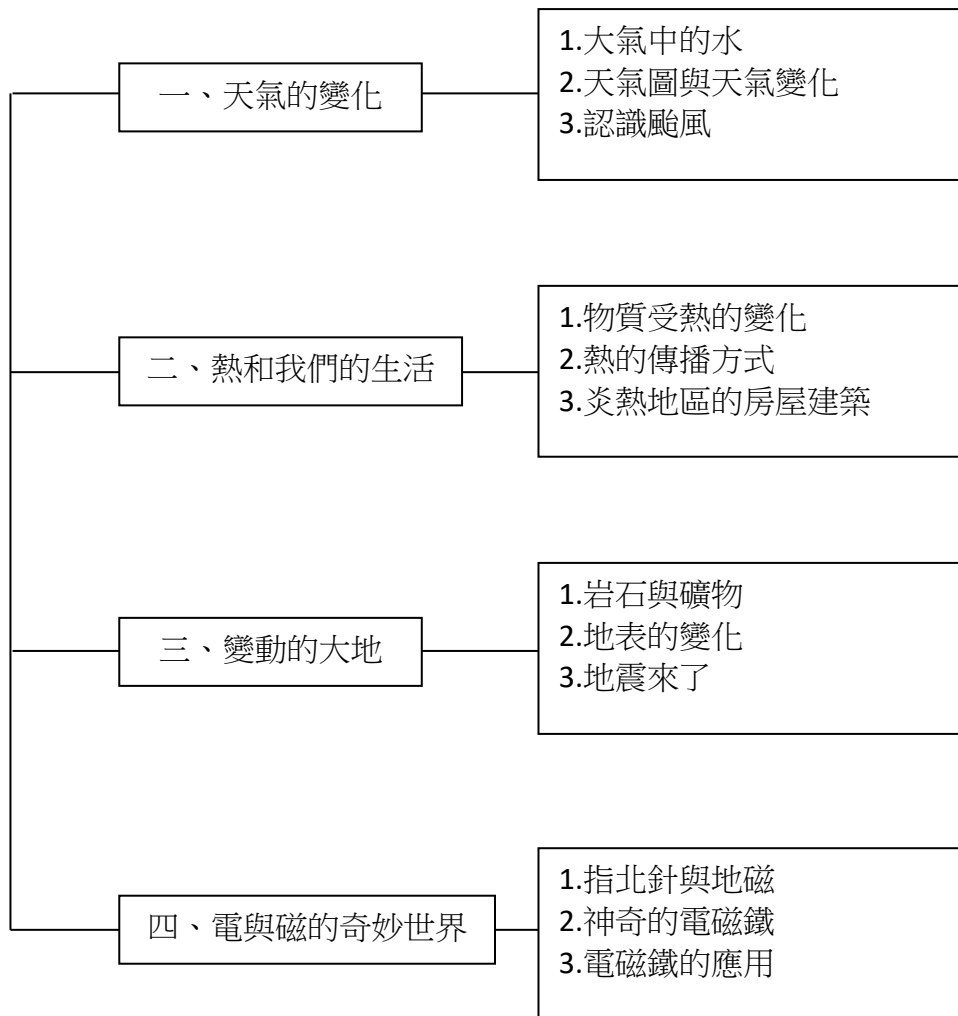 一、天氣的變化
1.大氣中的水
2.天氣圖與天氣變化
3.認識颱風
二、熱和我們的生活
1.物質受熱的變化
2.熱的傳播方式
3.炎熱地區的房屋建築
三、變動的大地
1.岩石與礦物
2.地表的變化
3.地震來了
四、電與磁的奇妙世界
1.指北針與地磁
2.神奇的電磁鐵
3.電磁鐵的應用